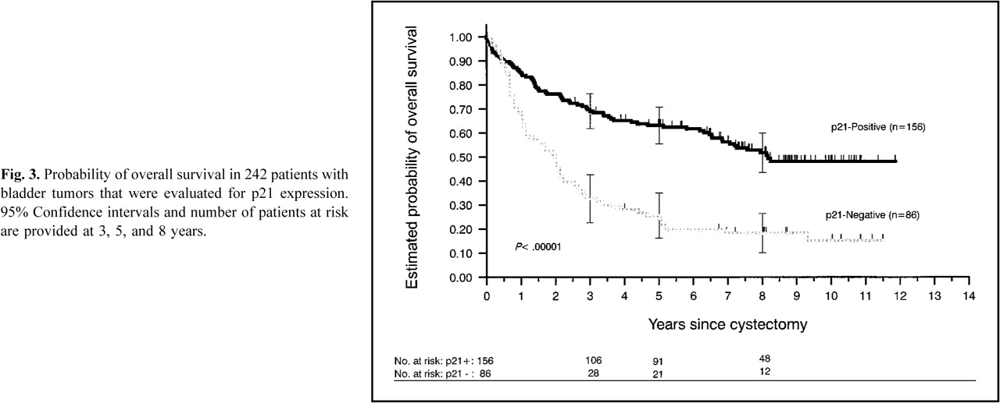 Fig. 3. Probability of overall survival in 242 patients with
bladder tumors that were evaluated for p21 expression.
95% Confidence intervals and number of patients at risk
are provided at 3, 5, and 8 years.
Estimated probability of overall survival
1.00
0.90
0.80
0.70
0.60
0.50
0.40
0.30
0.20
0.10
0.00
p21-Positive (n=156)
p21-Negative (n=86)
P< .00001
0 1 2 3 4 5 6 7 8 9 10 11 12 13 14
Years since cystectomy
No. at risk: p21+: 156 106 91 48
No. at risk: p21 - : 86 28 21 12